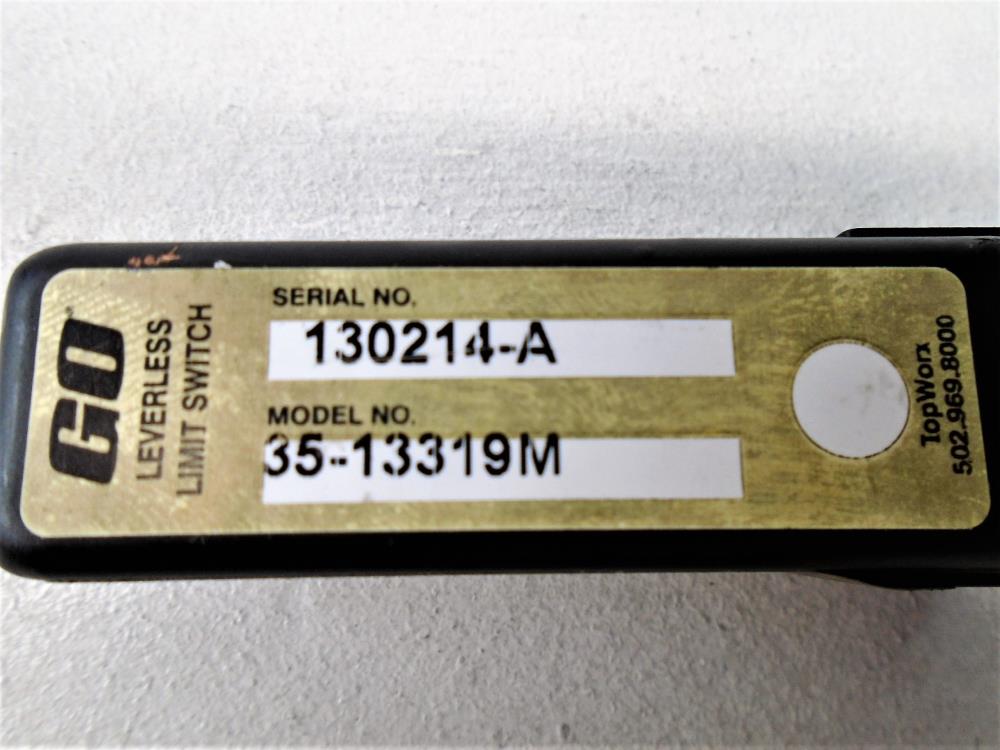 GO
LEVERLESS
LIMIT SWITCH
SERIAL NO.
130214-A
MODEL NO.
35-13319M
TopWorx
502.969.8000